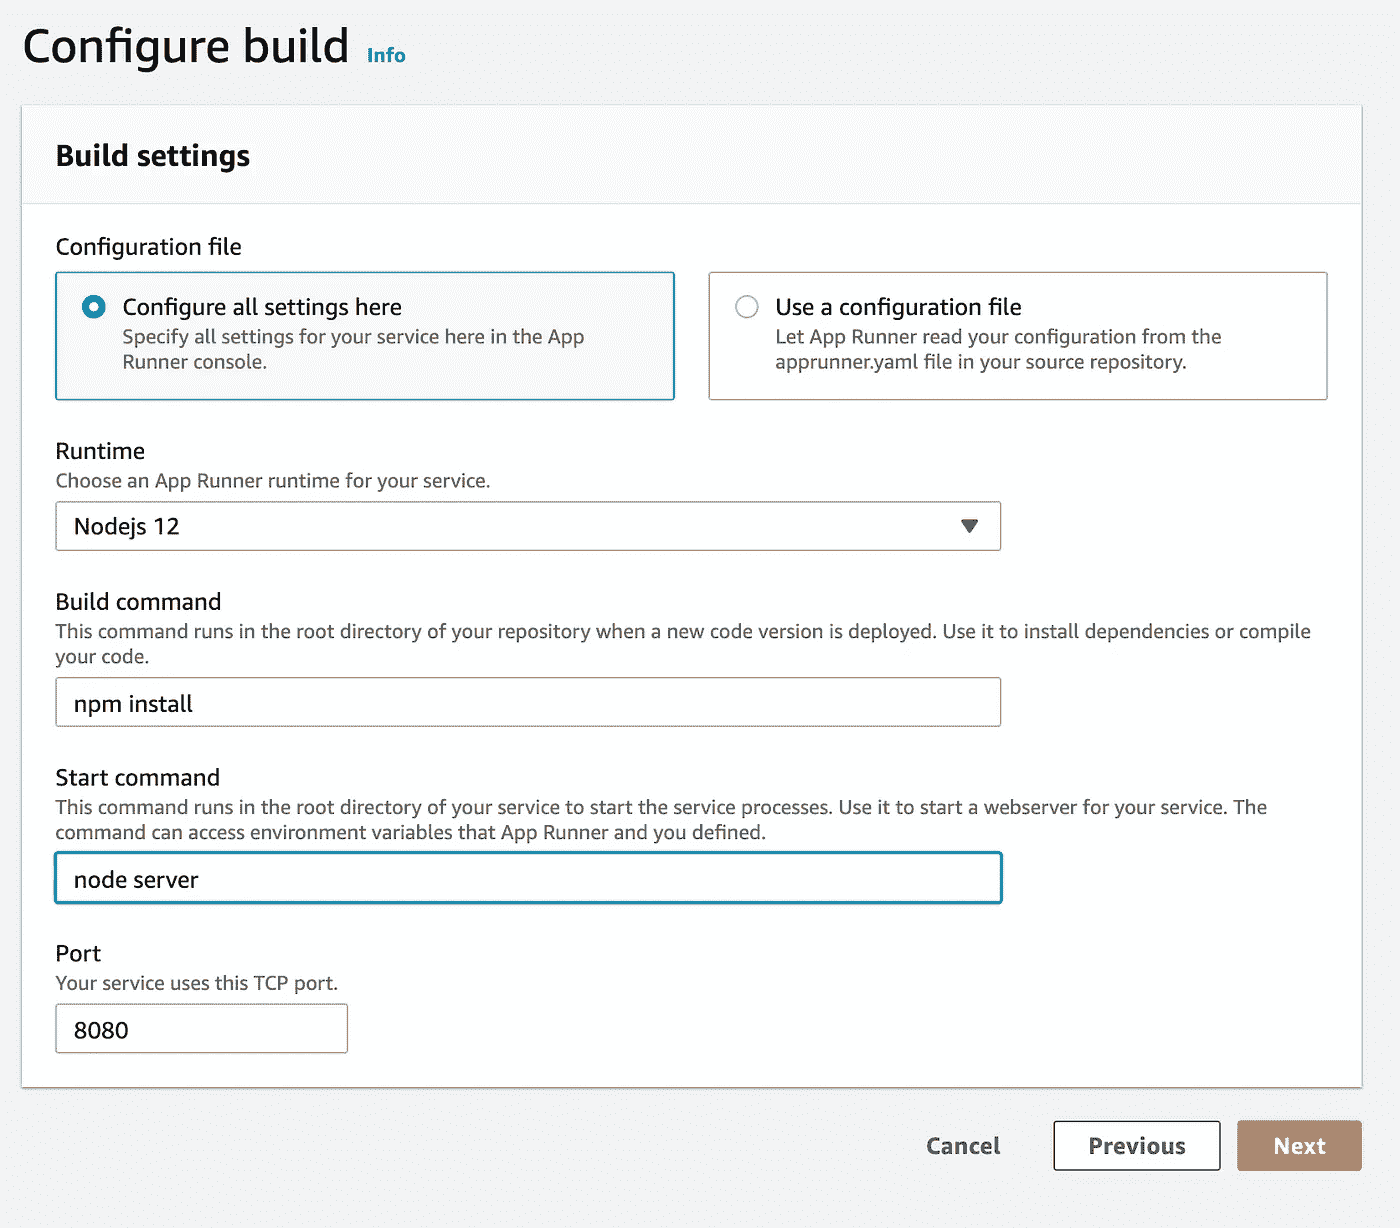 Configure build Info
Build settings
Configuration file
Configure all settings here
Specify all settings for your service here in the App
Runner console.
Use a configuration file
Let App Runner read your configuration from the
apprunner.yaml file in your source repository.
Runtime
Choose an App Runner runtime for your service.
Nodejs 12
Build command
This command runs in the root directory of your repository when a new code version is deployed. Use it to install dependencies or compile
your code.
npm install
Start command
This command runs in the root directory of your service to start the service processes. Use it to start a webserver for your service. The
command can access environment variables that App Runner and you defined.
node server
Port
Your service uses this TCP port.
8080
Cancel Previous Next